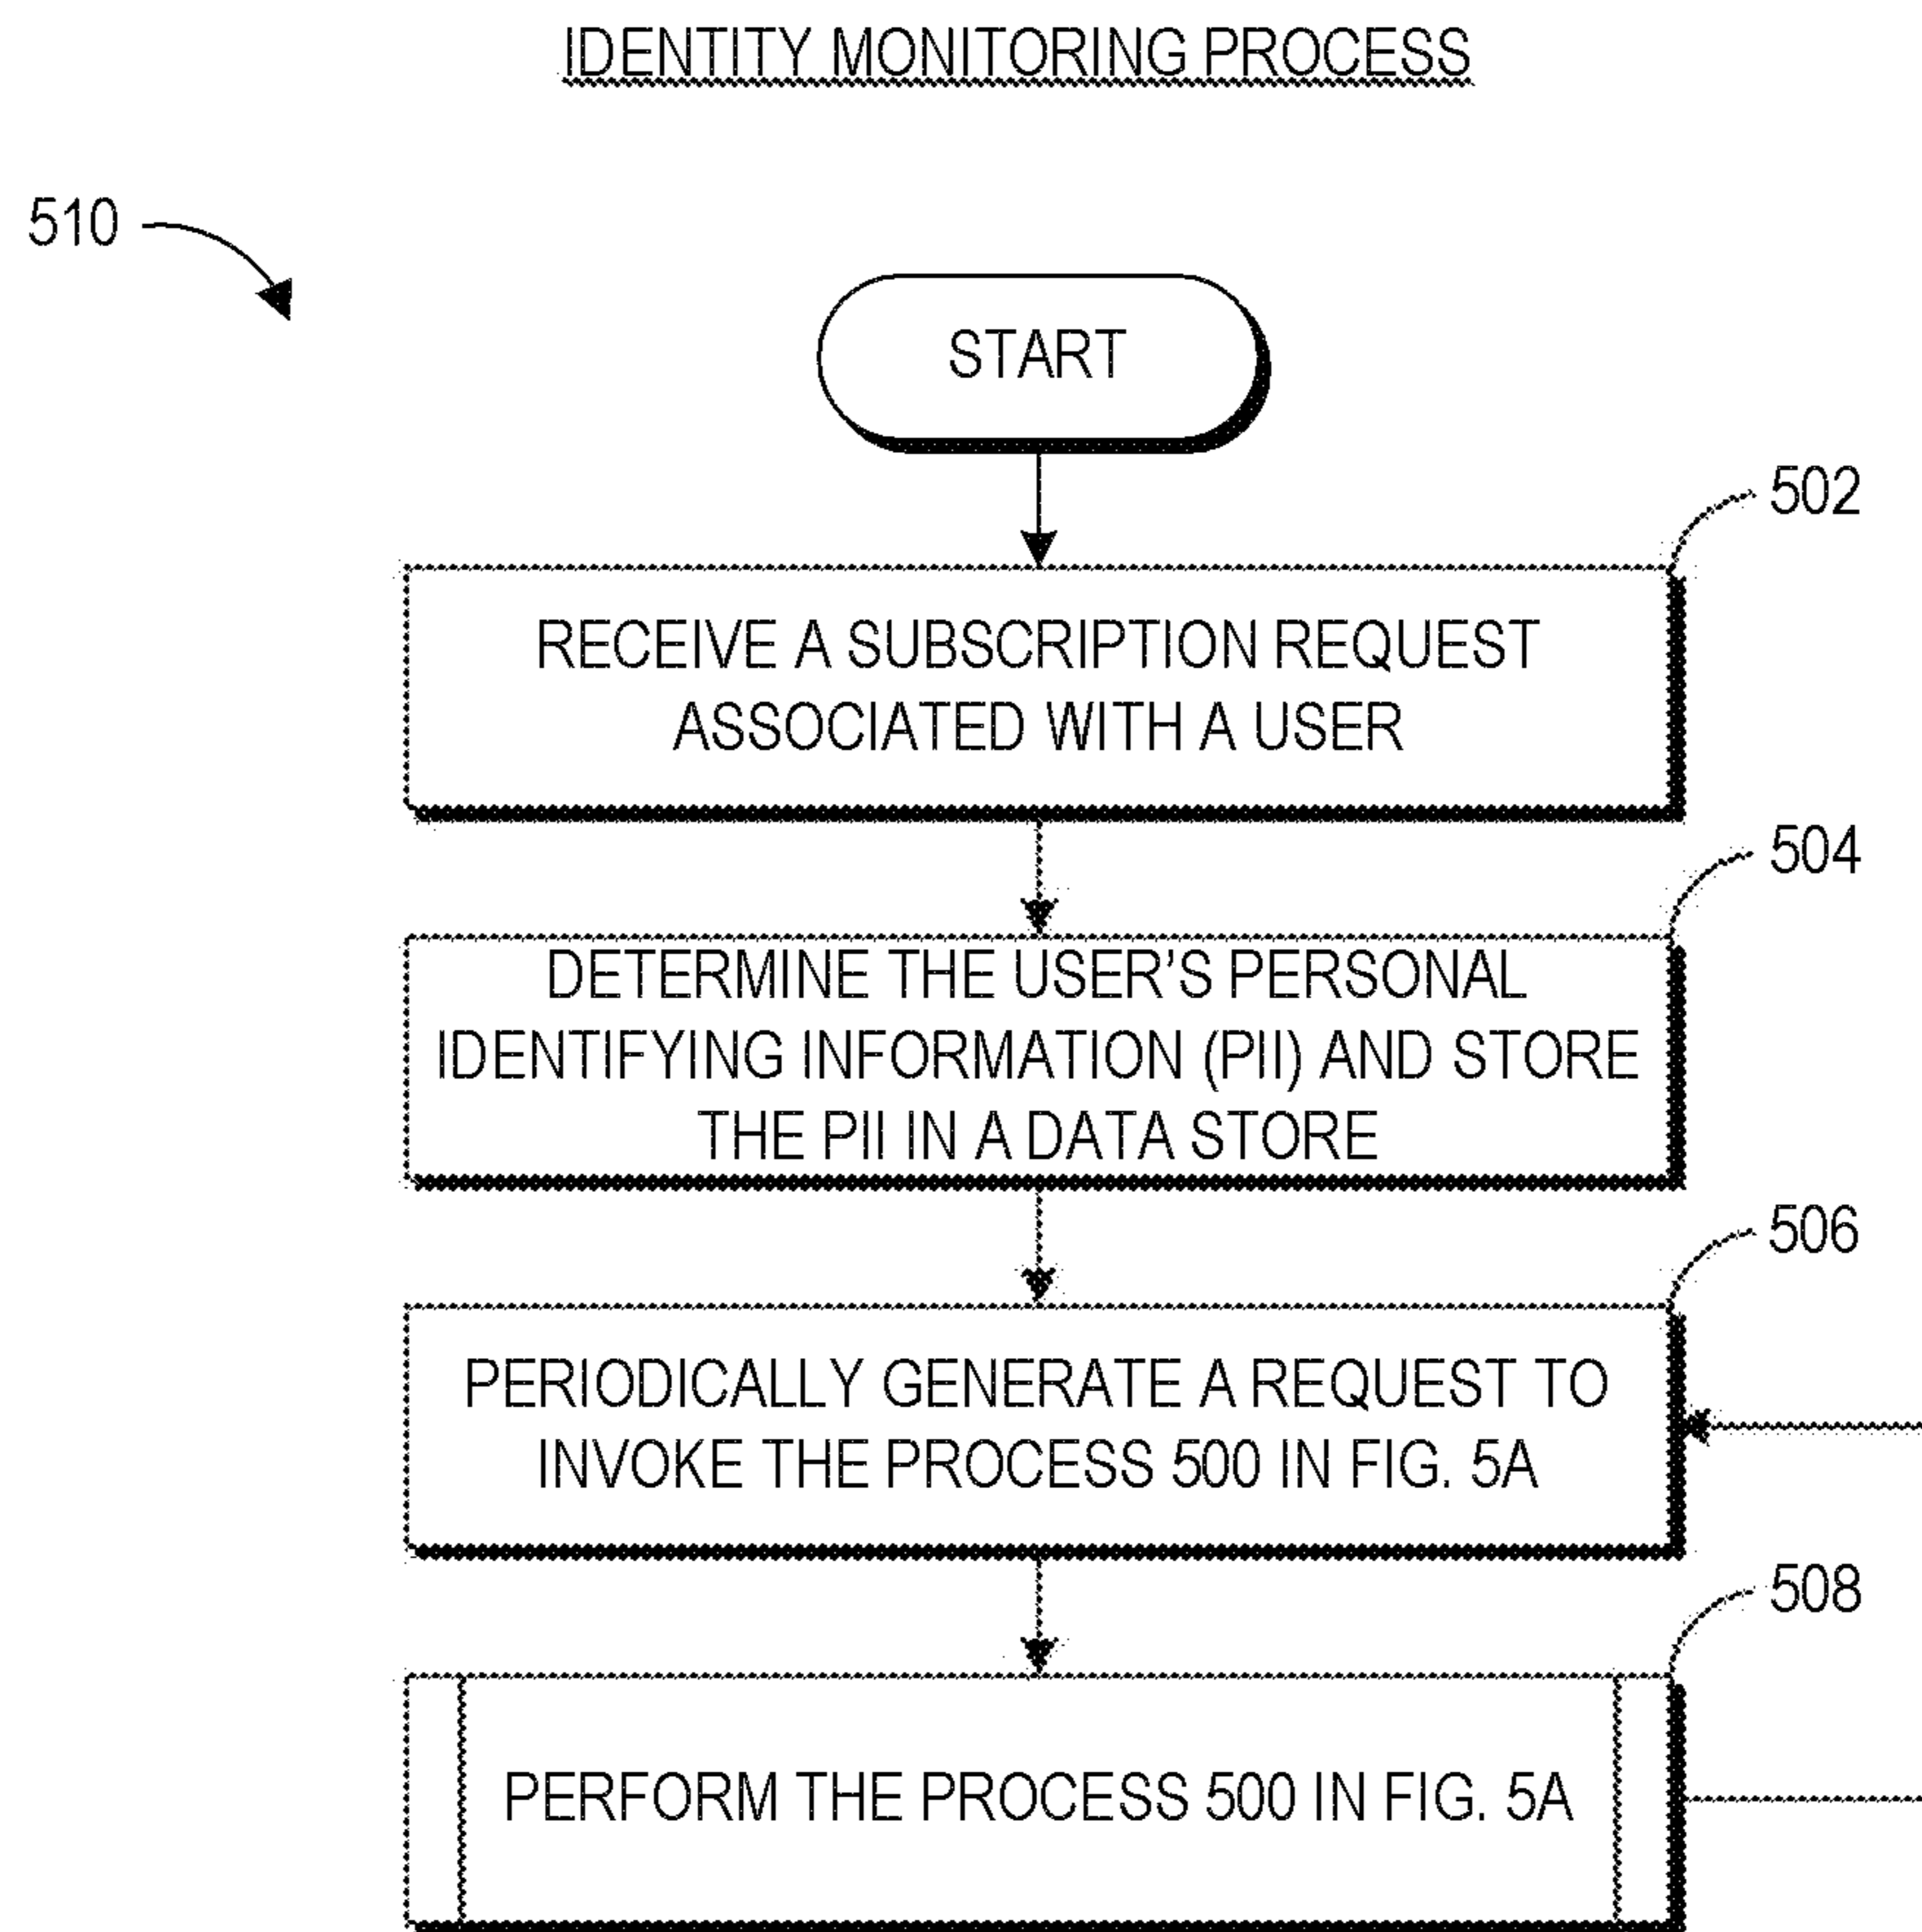 IDENTITY MONITORING PROCESS
510
START
502
RECEIVE A SUBSCRIPTION REQUEST
ASSOCIATED WITH A USER
504
DETERMINE THE USER’S PERSONAL
IDENTIFYING INFORMATION (PII) AND STORE
THE PII IN A DATA STORE
506
PERIODICALLY GENERATE A REQUEST TO
INVOKE THE PROCESS 500 IN FIG. 5A
508
PERFORM THE PROCESS 500 IN FIG. 5A